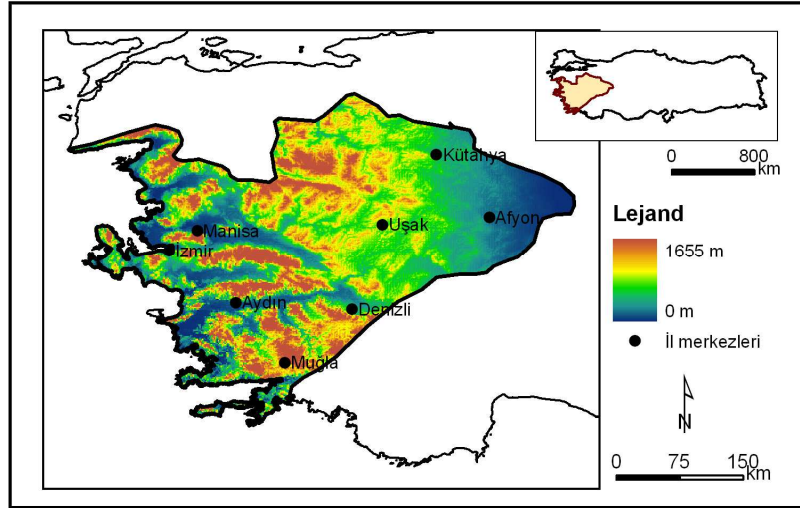 Kütahya
Uşak
Afyon
Manisa
İzmir
Aydın
Denizli
Muğla
0 800
km
Lejand
1655 m
0 m
İl merkezleri
N
0 75 150
km